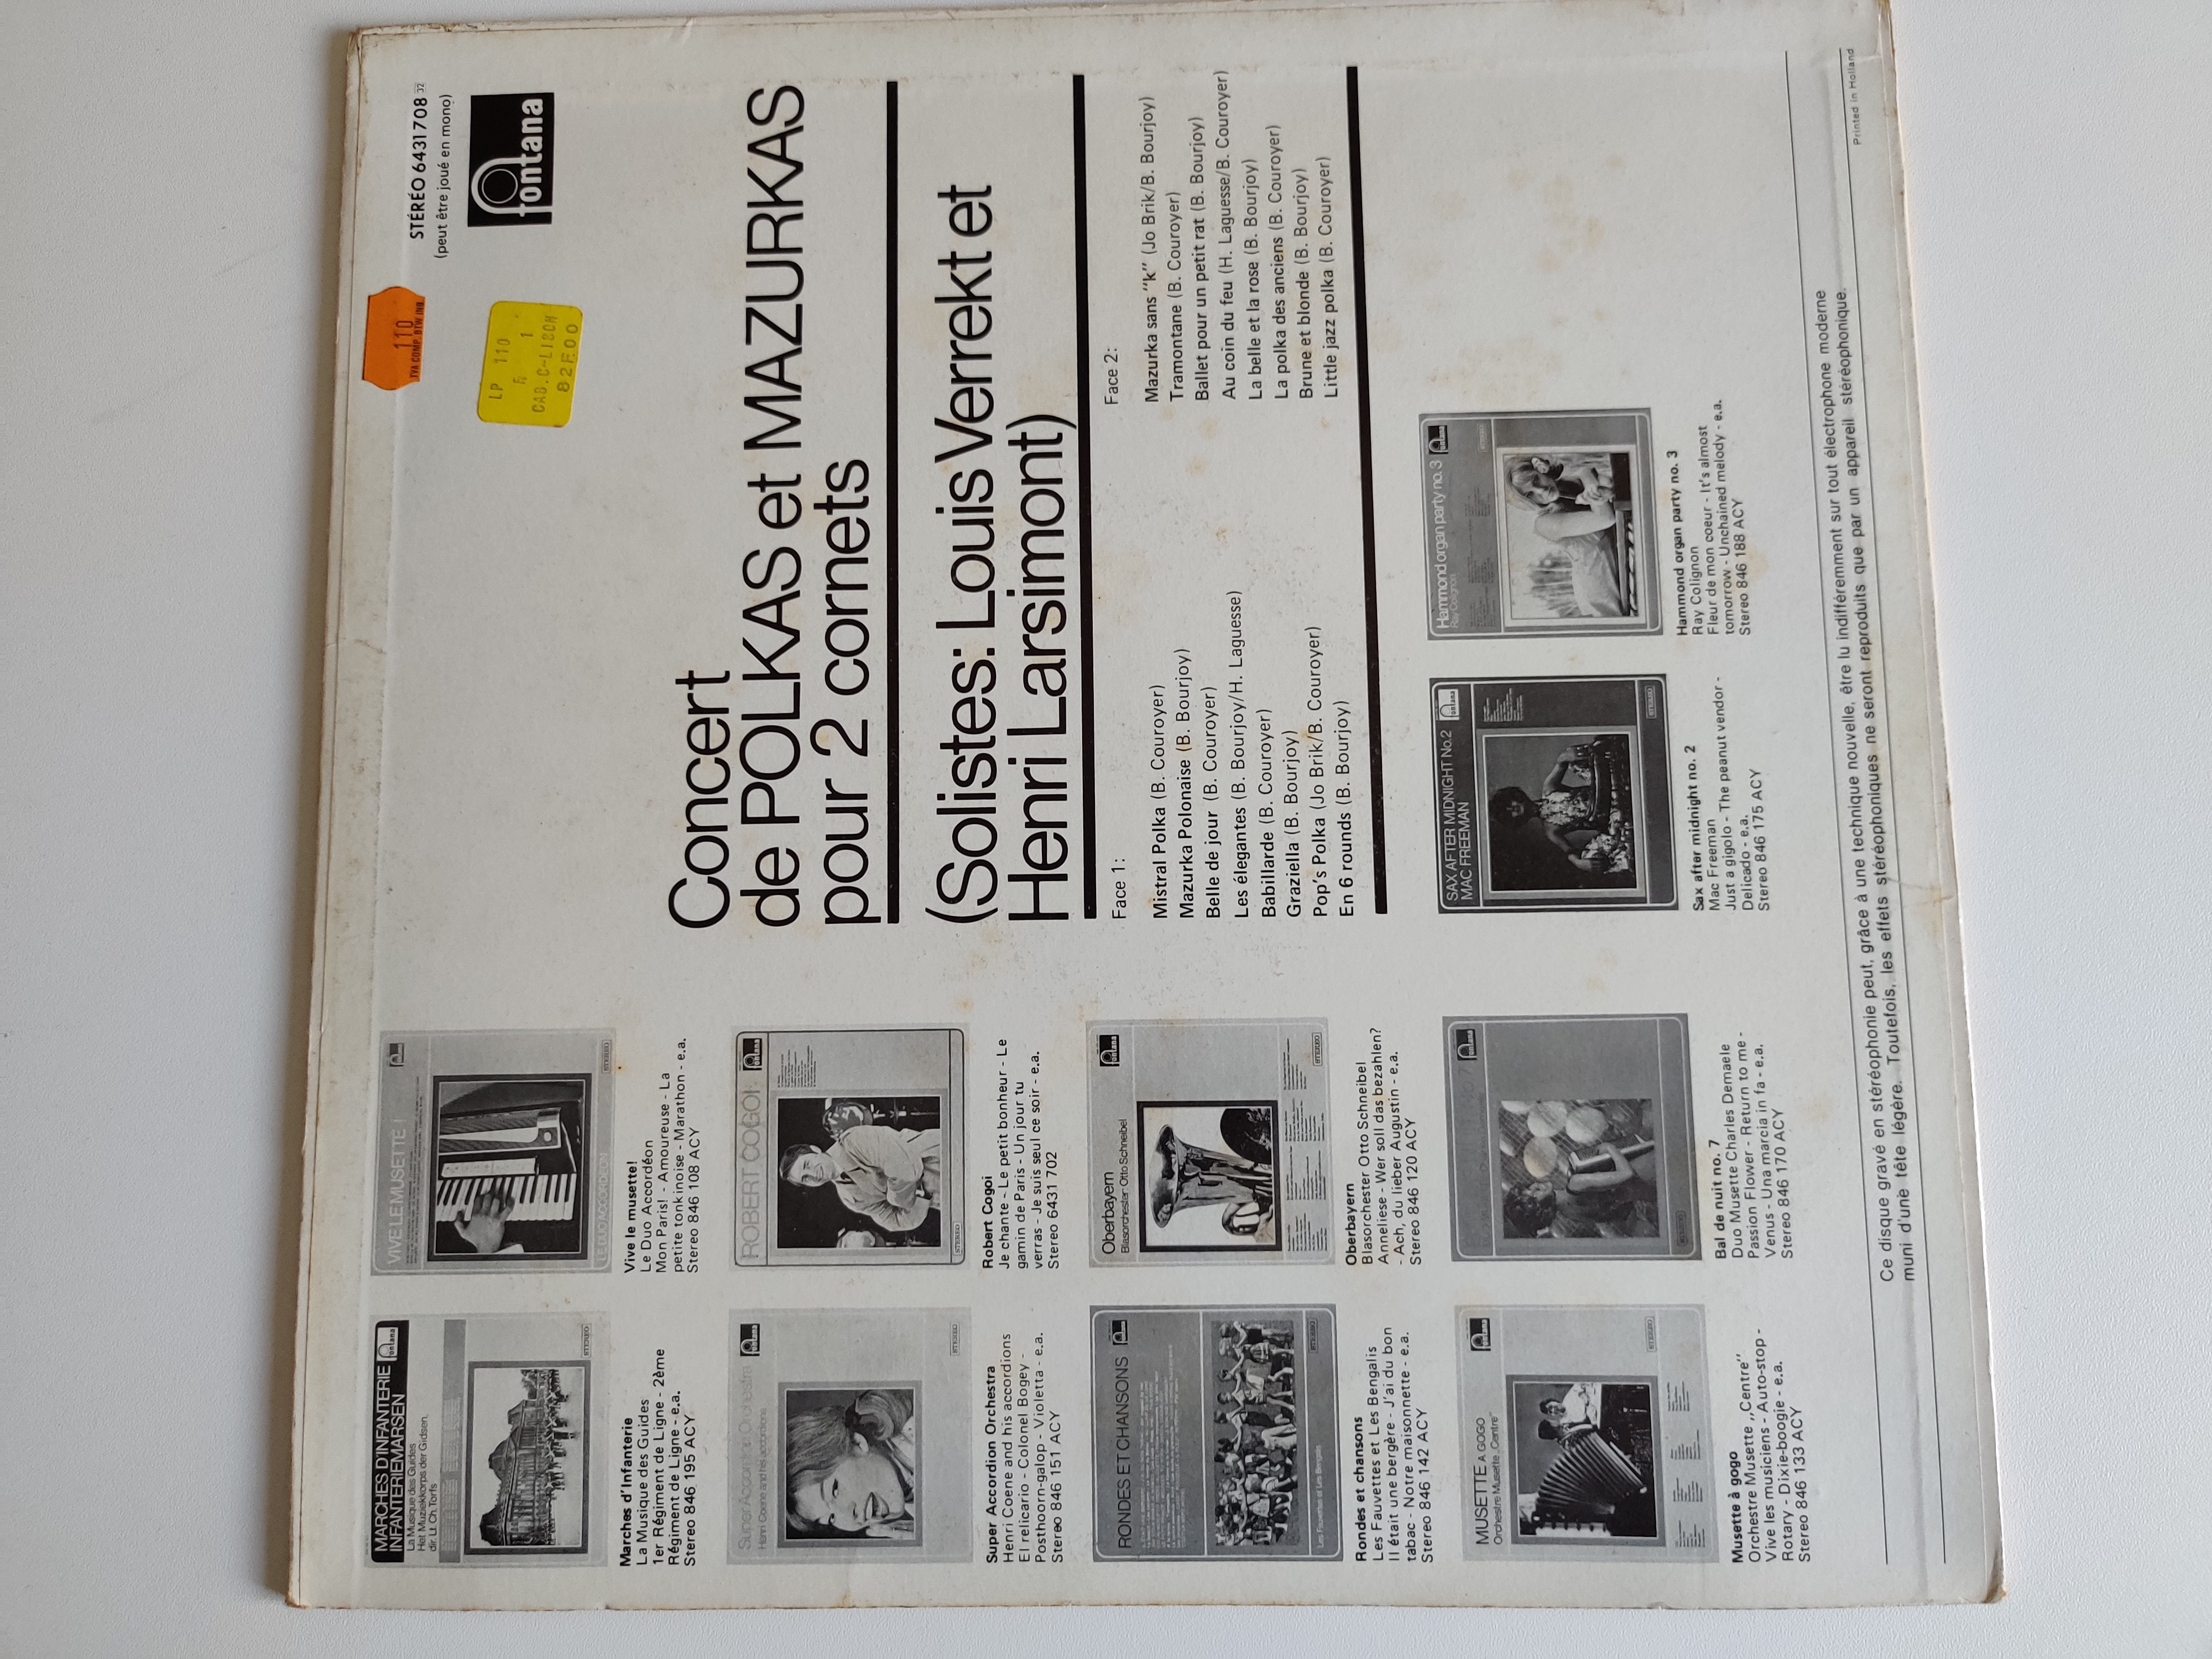 MARCHES D'INFANTERIE
INFANTERIEMARSEN
fontana
La Musique des Guides
Het Muziekkorps der Gidsen,
dir. Lt. Ch. Torfs
STEREO
Marches d'Infanterie
La Musique des Guides
1er Régiment de Ligne - 2ème
Régiment de Ligne - e.a.
Stereo 846 195 ACY
VIVE LE MUSETTE !
fontana
LE DUO ACCORDEON
STEREO
Vive le musette!
Le Duo Accordéon
Mon Paris! - Amoureuse - La
petite tonkinoise - Marathon - e.a.
Stereo 846 108 ACY
Super Accordion Orchestra
Henri Coene and his accordions
fontana
STEREO
Super Accordion Orchestra
Henri Coene and his accordions
El relicario - Colonel Bogey -
Posthoorn-galop - Violetta - e.a.
Stereo 846 151 ACY
ROBERT COGOI
fontana
STEREO
Robert Cogoi
Je chante - Le petit bonheur - Le
gamin de Paris - Un jour tu
verras - Je suis seul ce soir - e.a.
Stereo 6431 702
RONDES ET CHANSONS
fontana
Les Fauvettes et Les Bengalis
STEREO
Rondes et chansons
Les Fauvettes et Les Bengalis
Il était une bergère - J'ai du bon
tabac - Notre maisonnette - e.a.
Stereo 846 142 ACY
Oberbayern
Blasorchester Otto Schneibel
fontana
STEREO
Oberbayern
Blasorchester Otto Schneibel
Anneliese - Wer soll das bezahlen?
- Ach, du lieber Augustin - e.a.
Stereo 846 120 ACY
MUSETTE A GOGO
Orchestre Musette „Centre"
fontana
STEREO
Musette à gogo
Orchestre Musette „Centre''
Vive les musiciens - Auto-stop -
Rotary - Dixie-boogie - e.a.
Stereo 846 133 ACY
fontana
STEREO
Bal de nuit no. 7
Duo Musette Charles Demaele
Passion Flower - Return to me -
Venus - Una marcia in fa - e.a.
Stereo 846 170 ACY
110
TVA COMP. BTW INB.
STÉRÉO 6431 708 32
(peut être joué en mono)
LP 110
1
CAB.C-LISCH
82F00
fontana
Concert
de POLKAS et MAZURKAS
pour 2 cornets
(Solistes: Louis Verrekt et
Henri Larsimont)
Face 1:
Mistral Polka (B. Couroyer)
Mazurka Polonaise (B. Bourjoy)
Belle de jour (B. Couroyer)
Les élegantes (B. Bourjoy/H. Laguesse)
Babillarde (B. Couroyer)
Graziella (B. Bourjoy)
Pop's Polka (Jo Brik/B. Couroyer)
En 6 rounds (B. Bourjoy)
Face 2:
Mazurka sans "k" (Jo Brik/B. Bourjoy)
Tramontane (B. Couroyer)
Ballet pour un petit rat (B. Bourjoy)
Au coin du feu (H. Laguesse/B. Couroyer)
La belle et la rose (B. Bourjoy)
La polka des anciens (B. Couroyer)
Brune et blonde (B. Bourjoy)
Little jazz polka (B. Couroyer)
SAX AFTER MIDNIGHT No.2
MAC FREEMAN
fontana
STEREO
Sax after midnight no. 2
Mac Freeman
Just a gigolo - The peanut vendor -
Delicado - e.a.
Stereo 846 175 ACY
Hammond organ party no. 3
Ray Colignon
fontana
STEREO
Hammond organ party no. 3
Ray Colignon
Fleur de mon coeur - It's almost
tomorrow - Unchained melody - e.a.
Stereo 846 188 ACY
Ce disque gravé en stéréophonie peut, grâce à une technique nouvelle, être lu indifféremment sur tout électrophone moderne
muni d'une tête légère. Toutefois, les effets stéréophoniques ne seront reproduits que par un appareil stéréophonique.
Printed in Holland